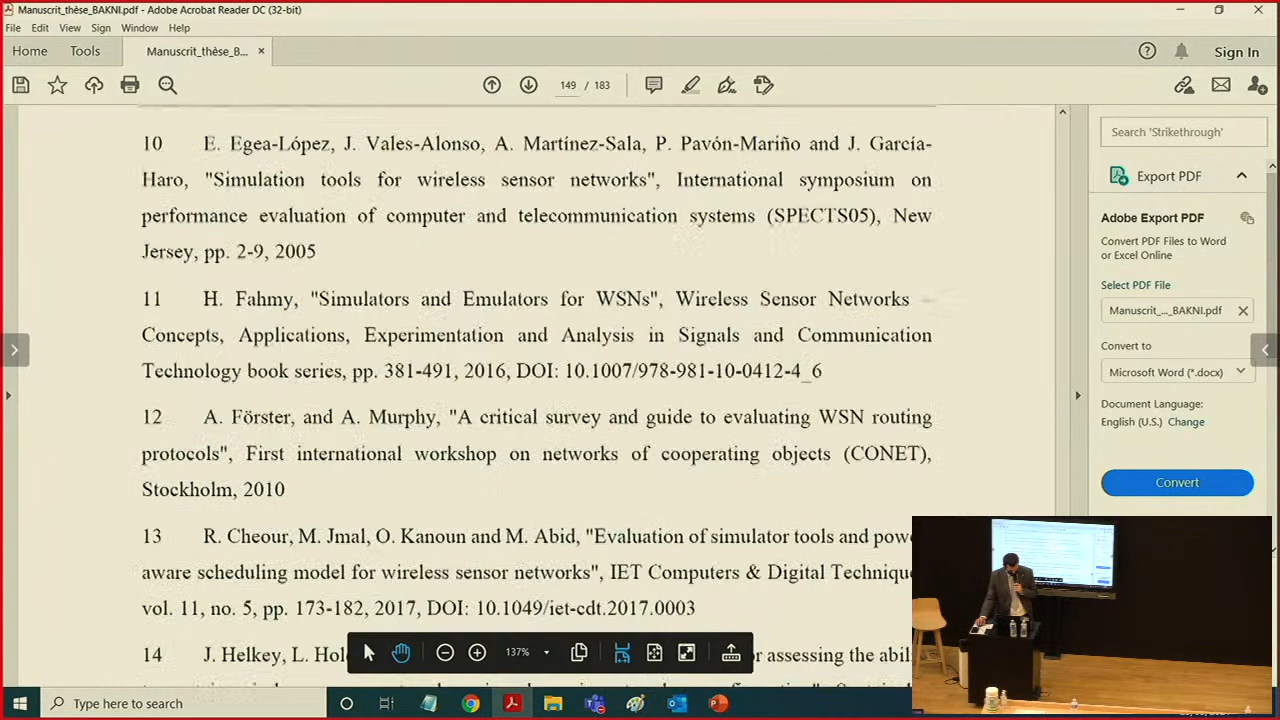 Manuscrit_thèse_BAKNI.pdf - Adobe Acrobat Reader DC (32-bit)
File Edit View Sign Window Help
Home Tools Manuscrit_thèse_B... × Sign In
149 / 183
Search 'Strikethrough'
10 E. Egea-López, J. Vales-Alonso, A. Martínez-Sala, P. Pavón-Mariño and J. García-
Haro, "Simulation tools for wireless sensor networks", International symposium on
performance evaluation of computer and telecommunication systems (SPECTS05), New
Jersey, pp. 2-9, 2005
11 H. Fahmy, "Simulators and Emulators for WSNs", Wireless Sensor Networks -
Concepts, Applications, Experimentation and Analysis in Signals and Communication
Technology book series, pp. 381-491, 2016, DOI: 10.1007/978-981-10-0412-4_6
12 A. Förster, and A. Murphy, "A critical survey and guide to evaluating WSN routing
protocols", First international workshop on networks of cooperating objects (CONET),
Stockholm, 2010
13 R. Cheour, M. Jmal, O. Kanoun and M. Abid, "Evaluation of simulator tools and pow
aware scheduling model for wireless sensor networks", IET Computers & Digital Technique
vol. 11, no. 5, pp. 173-182, 2017, DOI: 10.1049/iet-cdt.2017.0003
14 J. Helkey, L. Hol or assessing the abil
137%
Export PDF
Adobe Export PDF
Convert PDF Files to Word
or Excel Online
Select PDF File
Manuscrit_..._BAKNI.pdf
Convert to
Microsoft Word (*.docx)
Document Language:
English (U.S.) Change
Convert
Type here to search